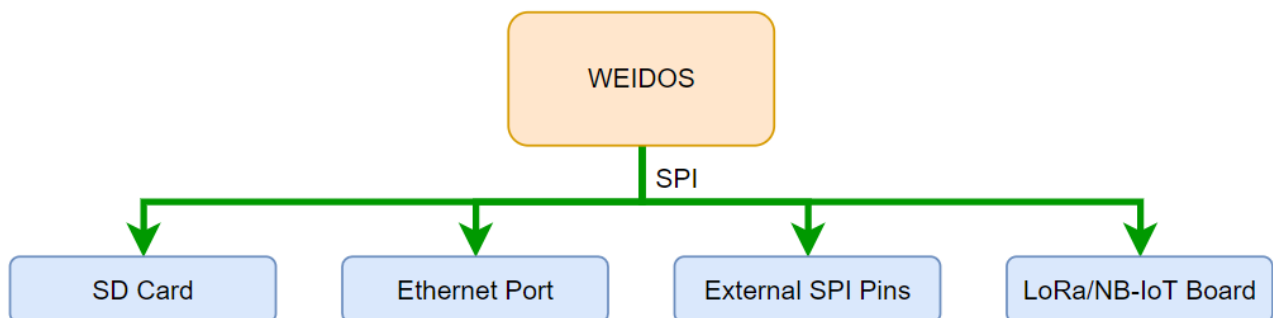 WEIDOS
SPI
SD Card
Ethernet Port
External SPI Pins
LoRa/NB-IoT Board